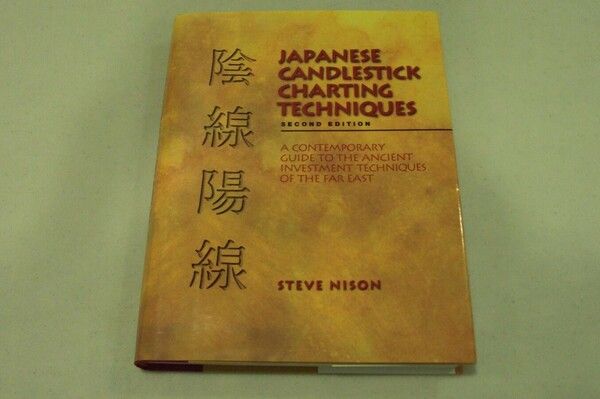 陰線陽線
JAPANESE
CANDLESTICK
CHARTING
TECHNIQUES
SECOND EDITION
A CONTEMPORARY
GUIDE TO THE ANCIENT
INVESTMENT TECHNIQUES
OF THE FAR EAST
STEVE NISON